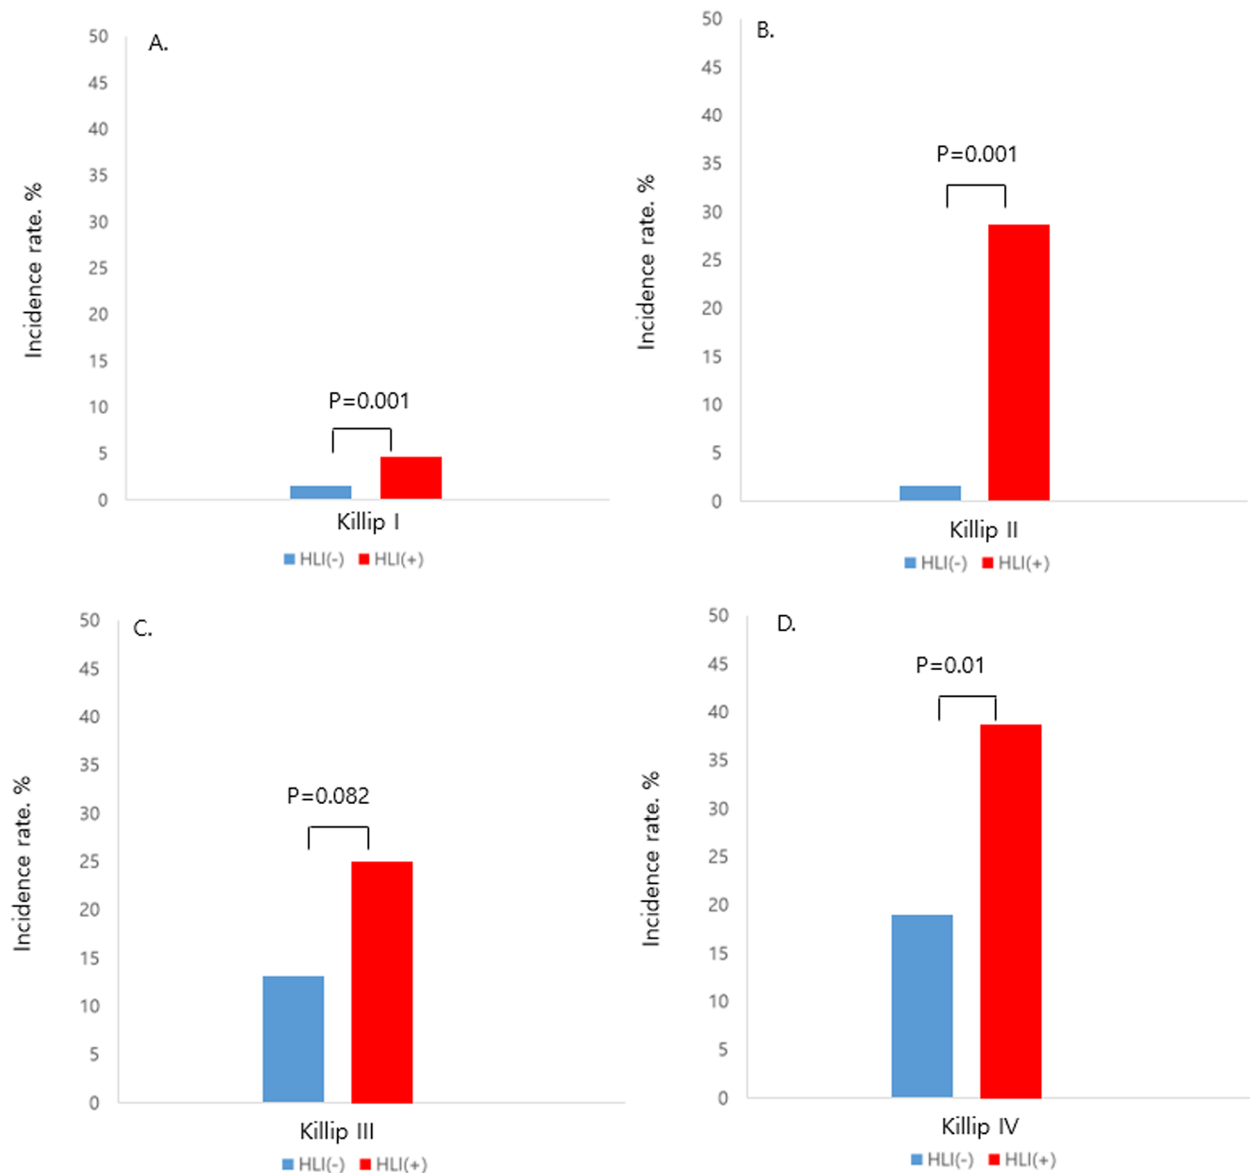 A.
50
45
40
35
30
25
20
15
10
5
0
Incidence rate. %
P=0.001
Killip I
HLI(-) HLI(+)
B.
50
45
40
35
30
25
20
15
10
5
0
Incidence rate. %
P=0.001
Killip II
HLI(-) HLI(+)
C.
50
45
40
35
30
25
20
15
10
5
0
Incidence rate. %
P=0.082
Killip III
HLI(-) HLI(+)
D.
50
45
40
35
30
25
20
15
10
5
0
Incidence rate. %
P=0.01
Killip IV
HLI(-) HLI(+)